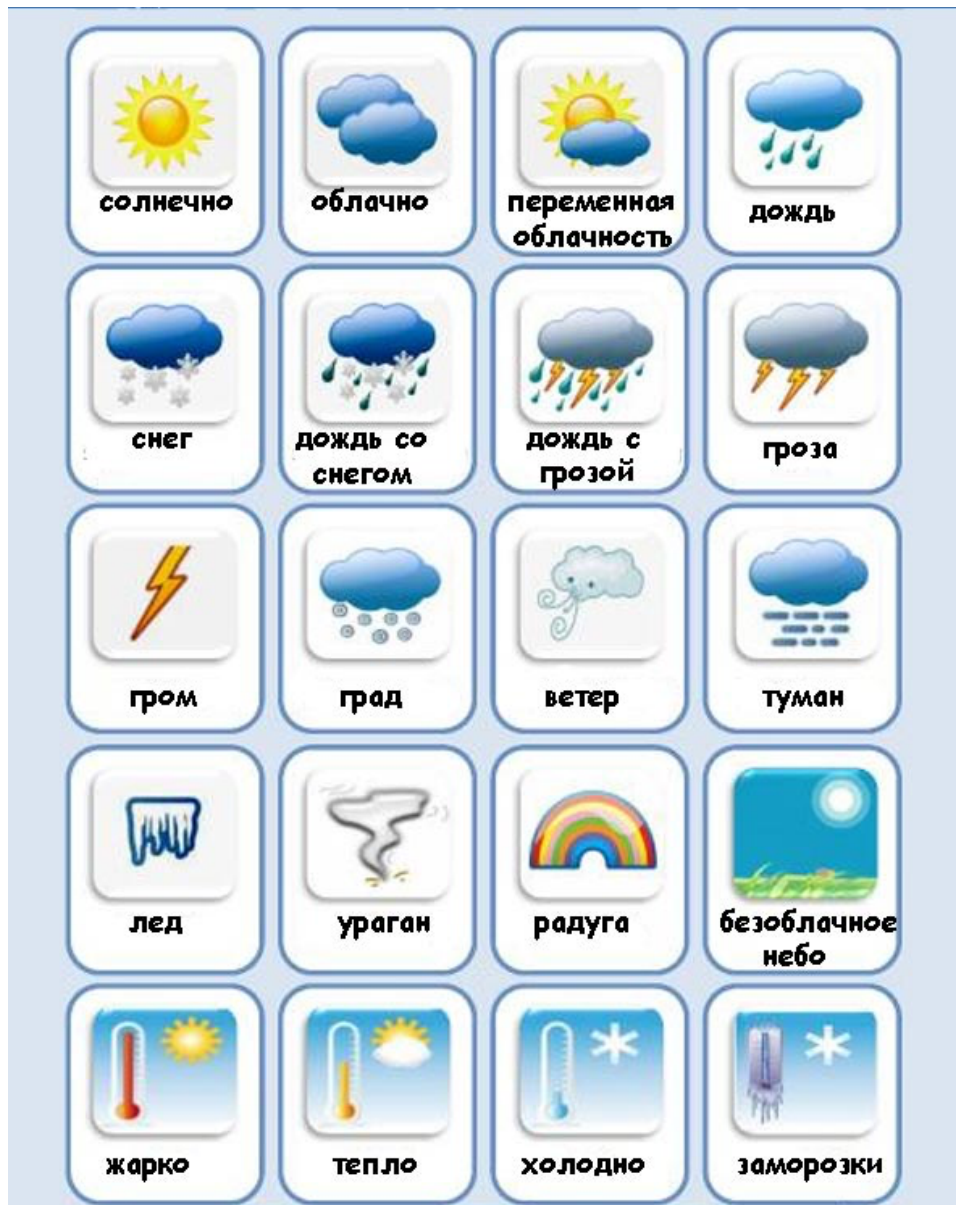 солнечно
облачно
переменная
облачность
дождь
снег
дождь со
снегом
дождь с
грозой
гроза
гром
град
ветер
туман
лед
ураган
радуга
безоблачное
небо
жарко
тепло
холодно
заморозки